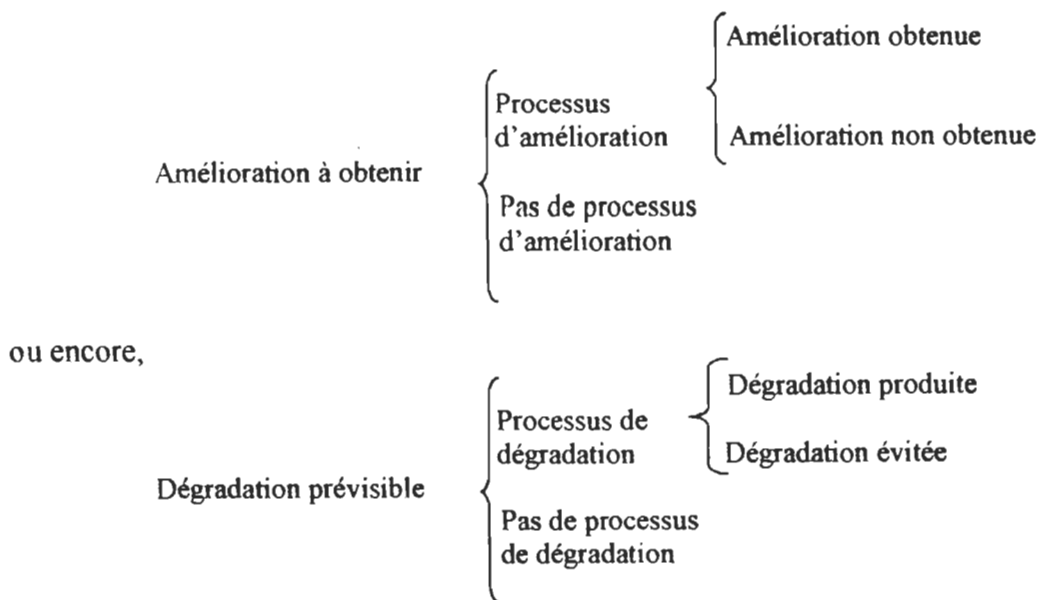 Amélioration obtenue
Processus
d'amélioration
Amélioration non obtenue
Amélioration à obtenir
Pas de processus
d'amélioration
ou encore,
Dégradation produite
Processus de
dégradation
Dégradation évitée
Dégradation prévisible
Pas de processus
de dégradation